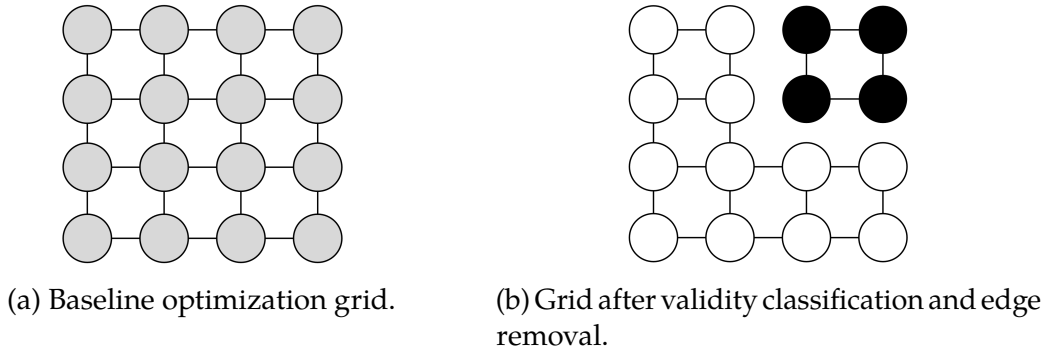 (a) Baseline optimization grid.
(b) Grid after validity classification and edge
removal.